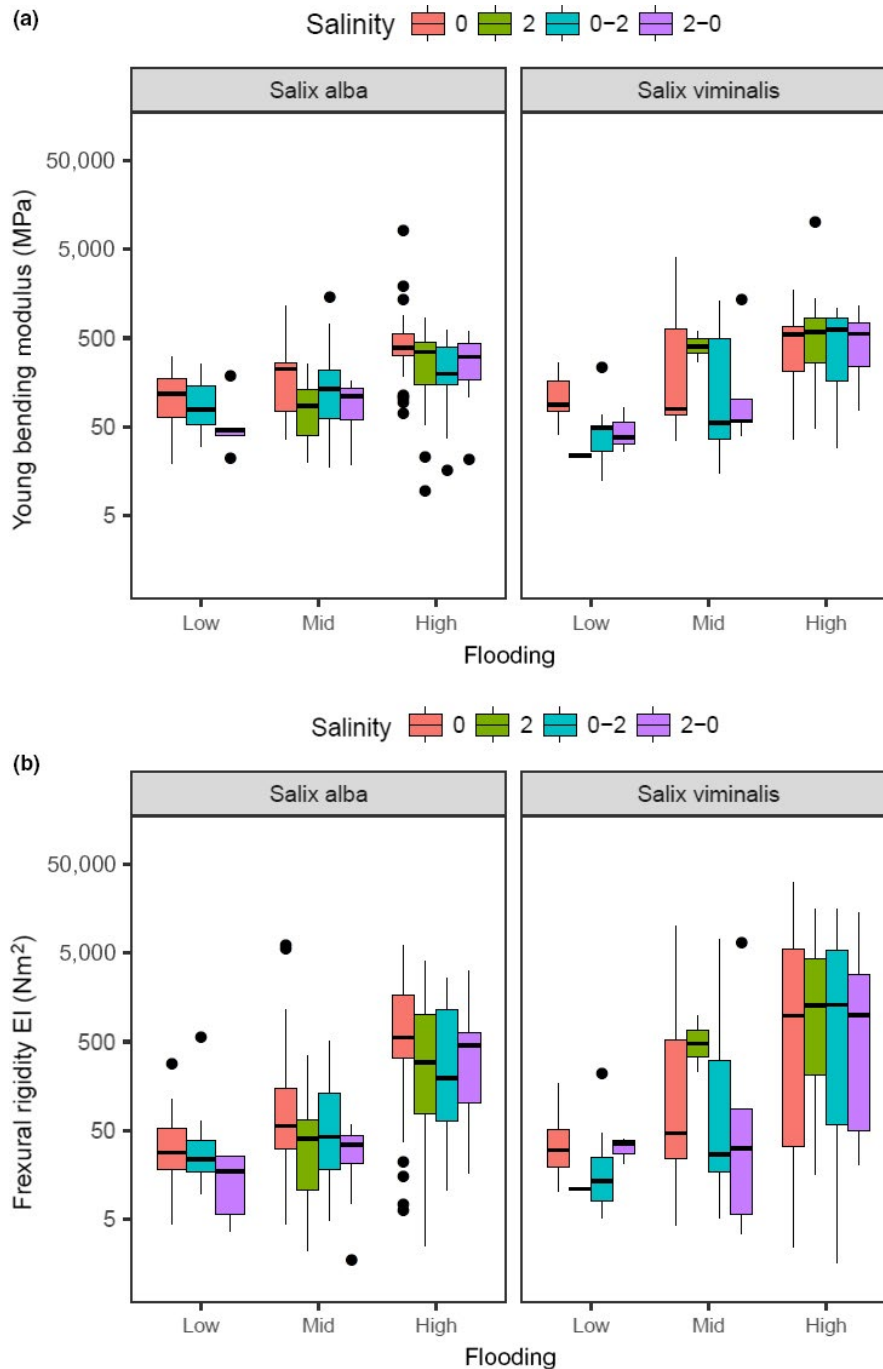 (a)
Salinity 0 2 0−2 2−0
Salix alba Salix viminalis
Young bending modulus (MPa)
50,000
5,000
500
50
5
Low Mid High Low Mid High
Flooding
Salinity 0 2 0−2 2−0
(b)
Salix alba Salix viminalis
Frexural rigidity EI (Nm²)
50,000
5,000
500
50
5
Low Mid High Low Mid High
Flooding